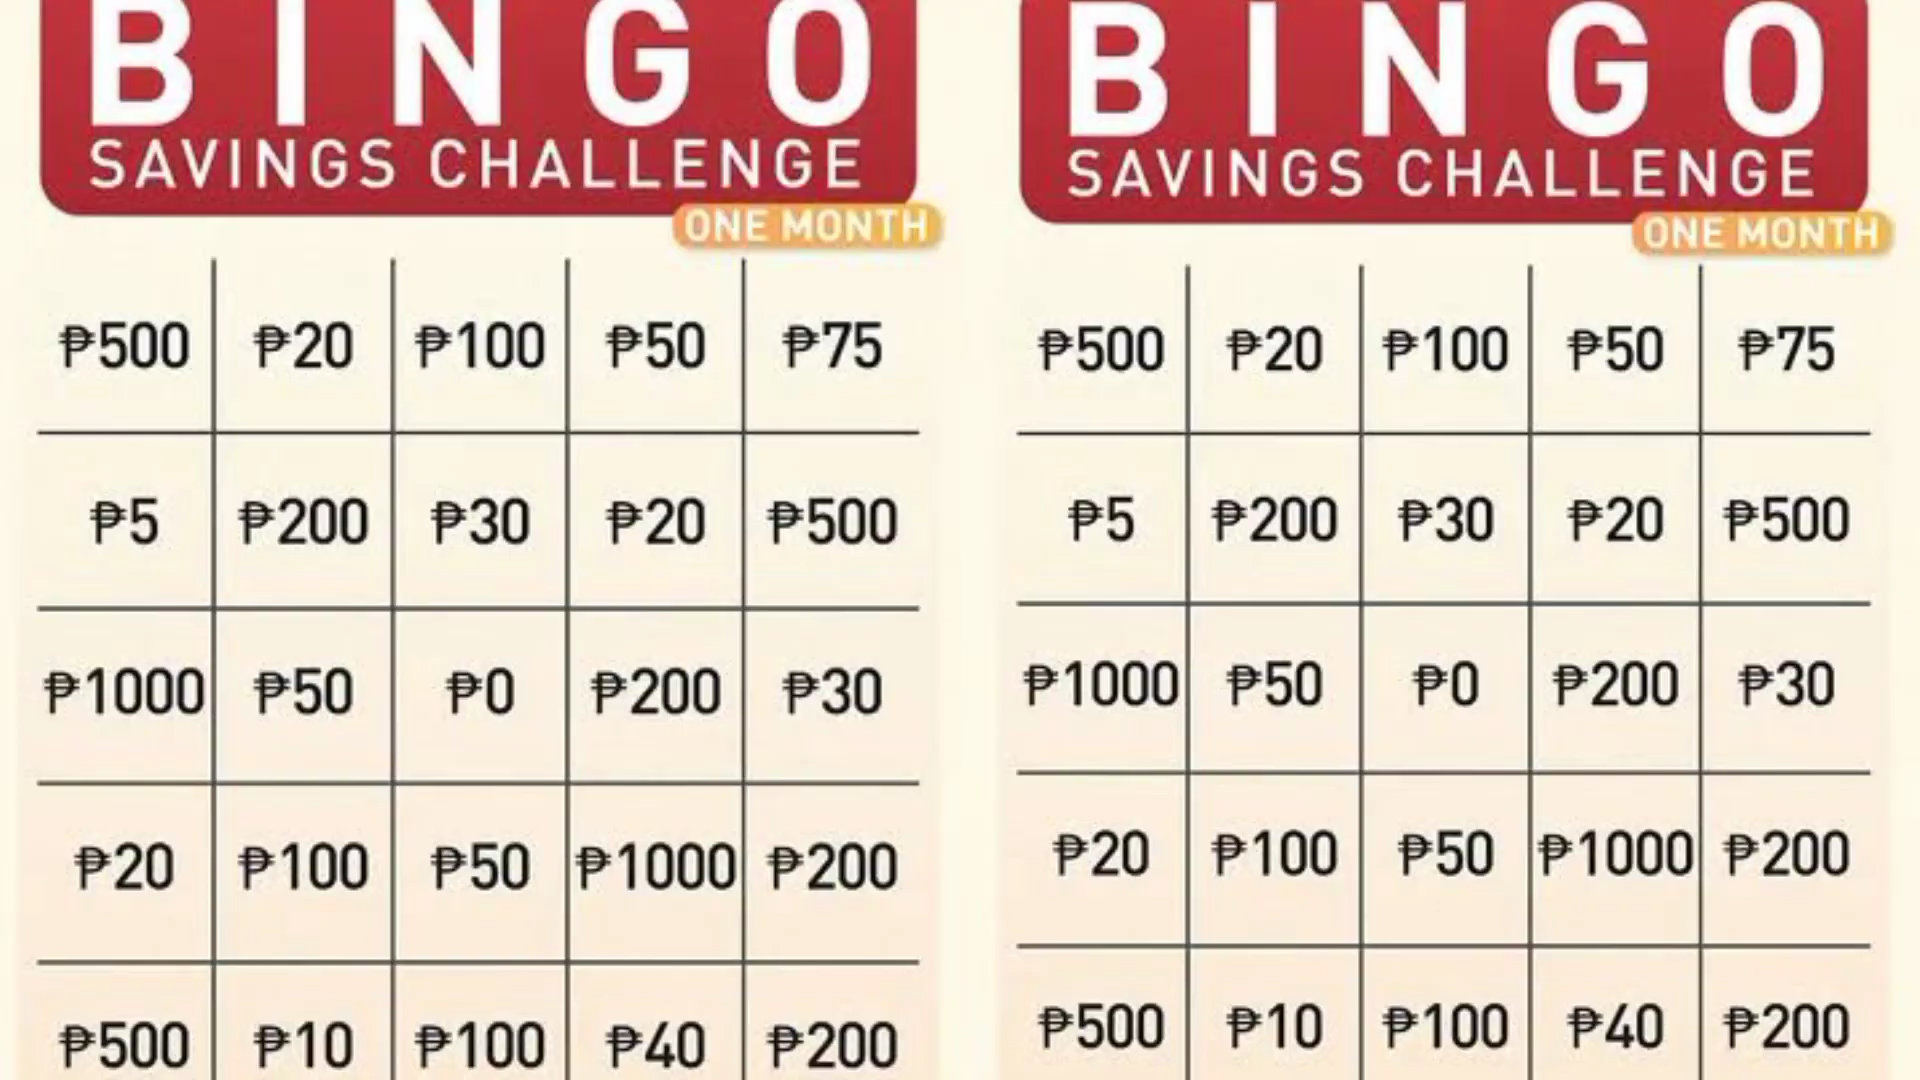 BINGO
SAVINGS CHALLENGE
ONE MONTH
₱500 ₱20 ₱100 ₱50 ₱75
₱5 ₱200 ₱30 ₱20 ₱500
₱1000 ₱50 ₱0 ₱200 ₱30
₱20 ₱100 ₱50 ₱1000 ₱200
₱500 ₱10 ₱100 ₱40 ₱200
BINGO
SAVINGS CHALLENGE
ONE MONTH
₱500 ₱20 ₱100 ₱50 ₱75
₱5 ₱200 ₱30 ₱20 ₱500
₱1000 ₱50 ₱0 ₱200 ₱30
₱20 ₱100 ₱50 ₱1000 ₱200
₱500 ₱10 ₱100 ₱40 ₱200